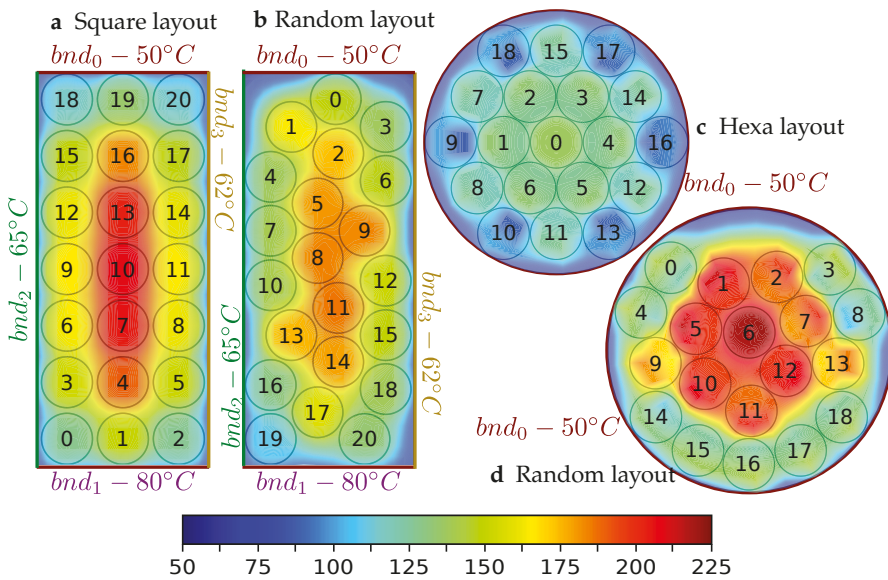 a Square layout
bnd0 − 50°C
18 19 20
15 16 17
12 13 14
9 10 11
6 7 8
3 4 5
0 1 2
bnd1 − 80°C
bnd2 − 65°C
bnd3 − 62°C
b Random layout
bnd0 − 50°C
0
1 3
2
4 6
5
7 9
8
10 12
11
13 15
14
16 18
17
19 20
bnd1 − 80°C
bnd2 − 65°C
bnd3 − 62°C
c Hexa layout
18 15 17
7 2 3 14
9 1 0 4 16
8 6 5 12
10 11 13
bnd0 − 50°C
0 1 2 3
4 5 6 7 8
9 10 12 13
14 11 18
15 16 17
bnd0 − 50°C
d Random layout
50 75 100 125 150 175 200 225